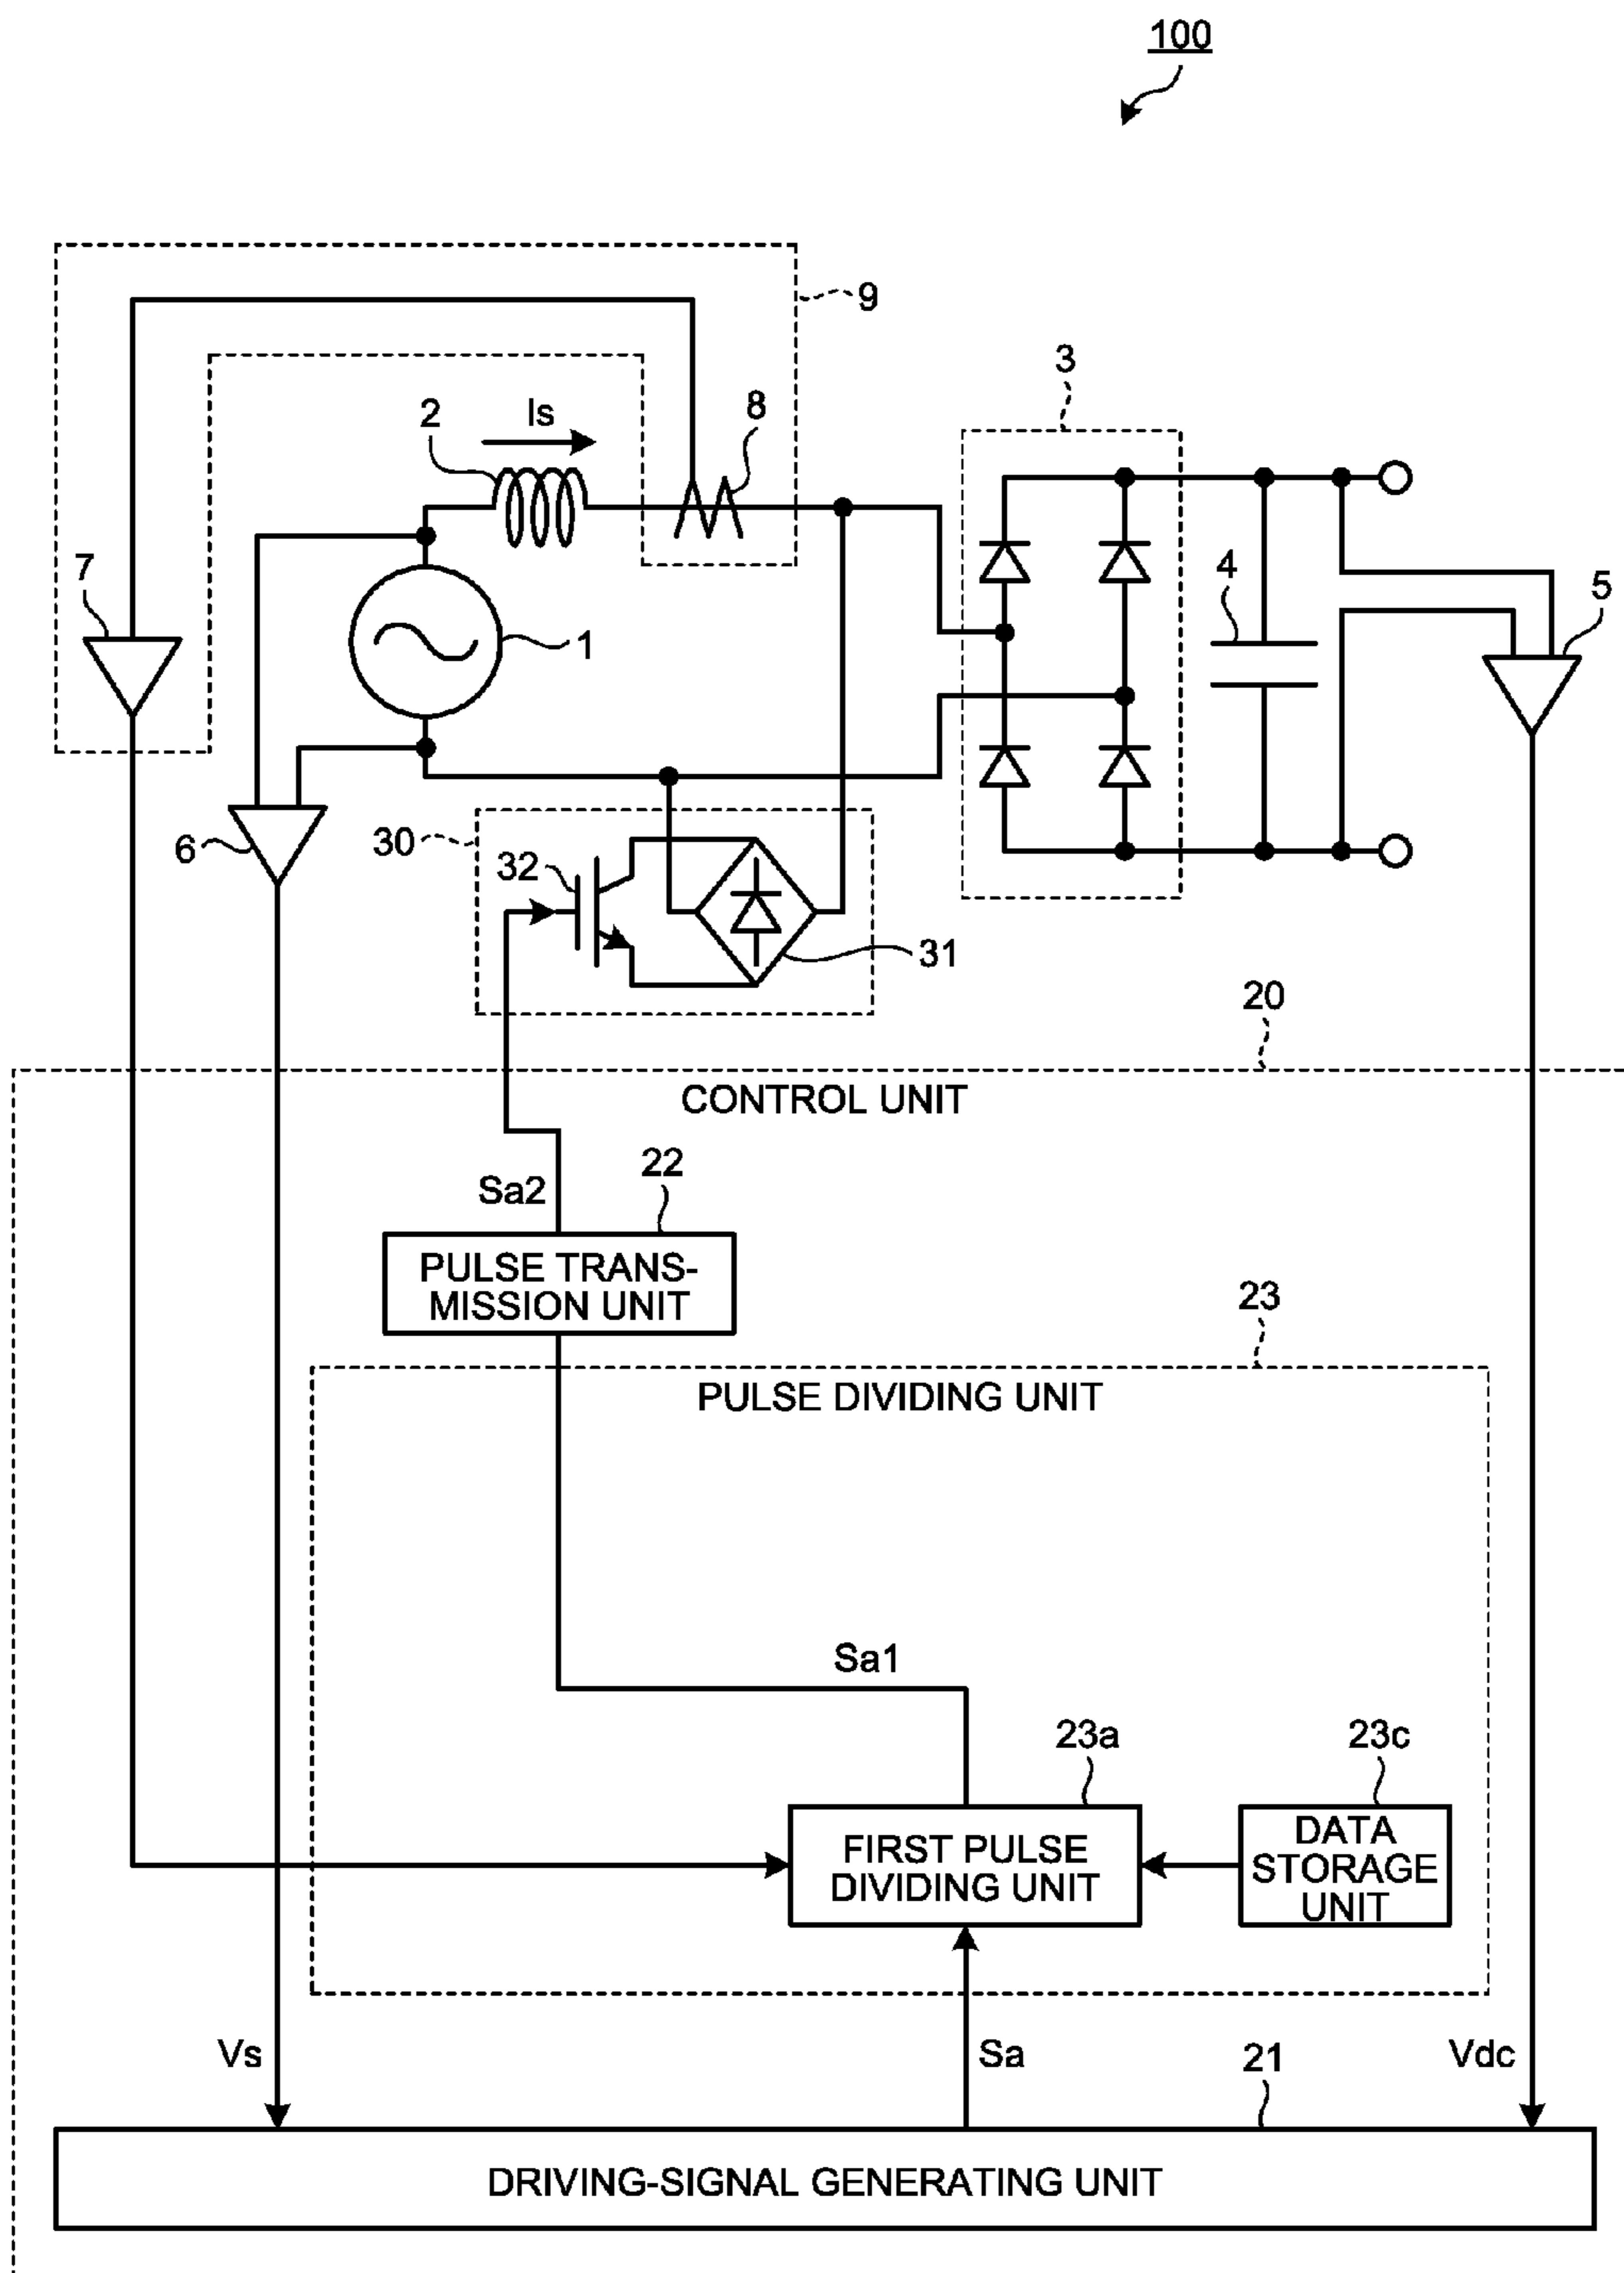 100
9
3
2
Is
8
4
7
5
1
6
30
32
31
20
CONTROL UNIT
22
Sa2
PULSE TRANS-
MISSION UNIT
23
PULSE DIVIDING UNIT
Sa1
23a
23c
FIRST PULSE
DIVIDING UNIT
DATA
STORAGE
UNIT
Vs
Sa
21
Vdc
DRIVING-SIGNAL GENERATING UNIT